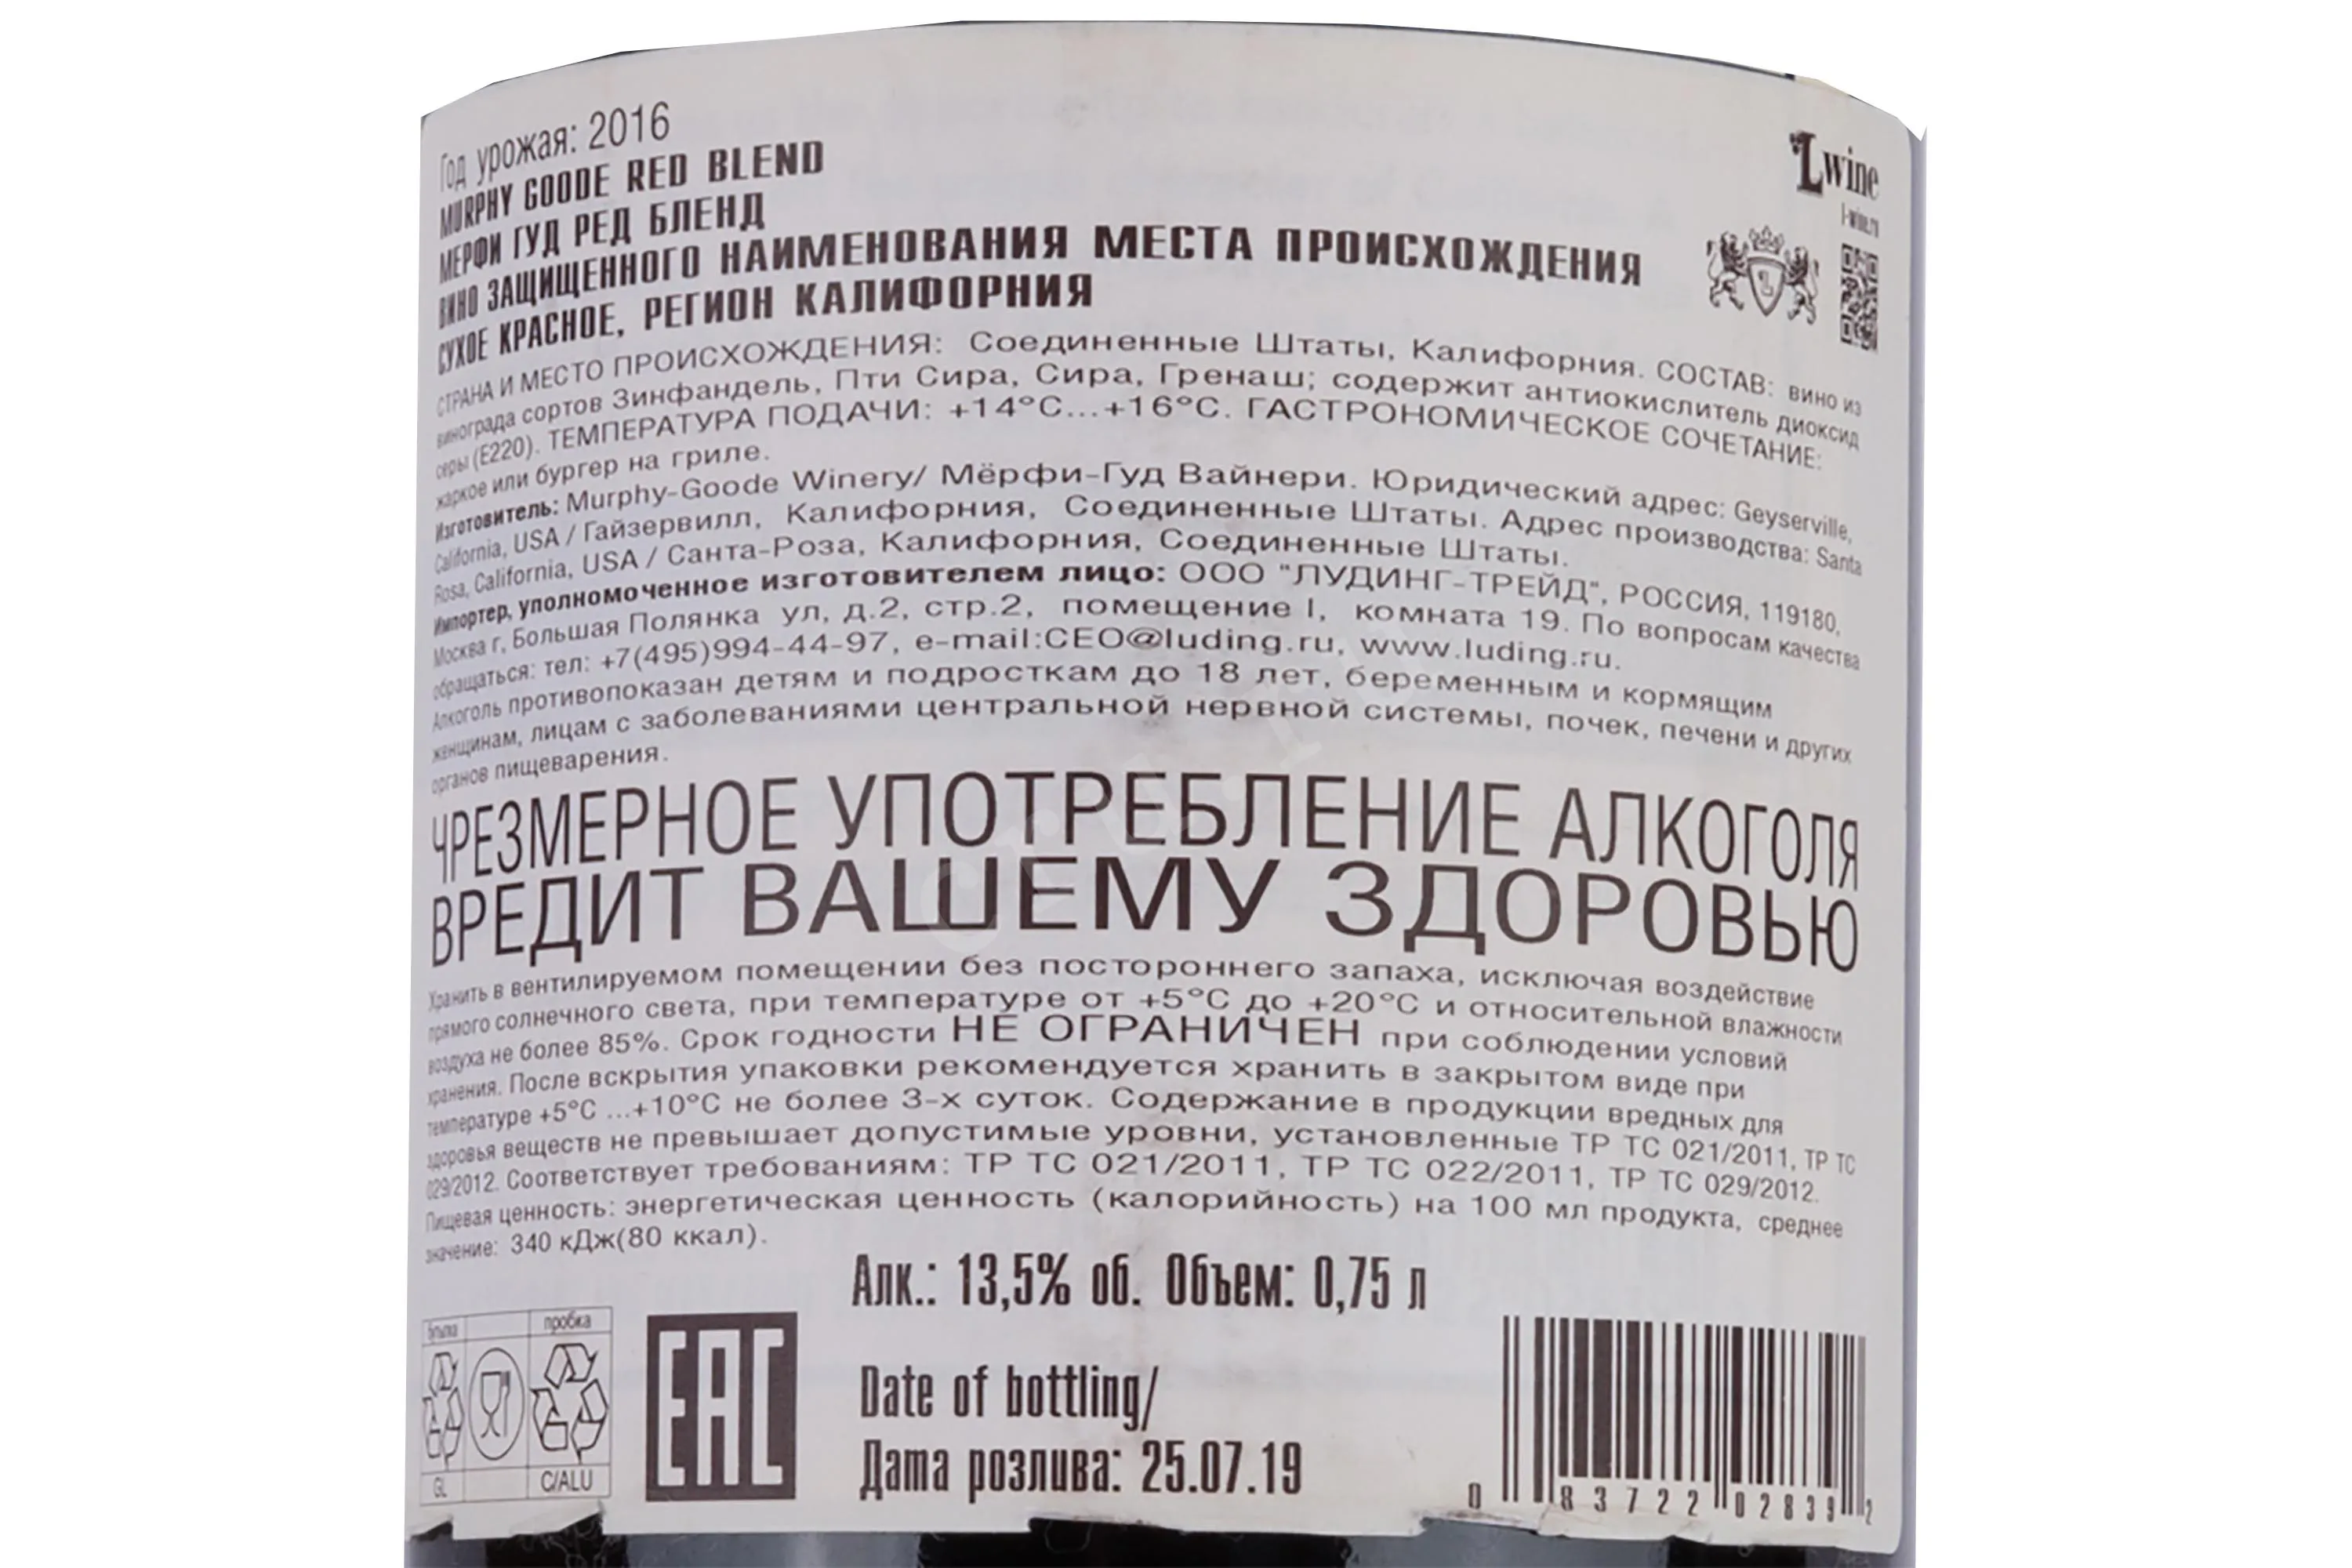 Год урожая: 2016
MURPHY GOODE RED BLEND
МЕРФИ ГУД РЕД БЛЕНД
ВИНО ЗАЩИЩЕННОГО НАИМЕНОВАНИЯ МЕСТА ПРОИСХОЖДЕНИЯ
СУХОЕ КРАСНОЕ, РЕГИОН КАЛИФОРНИЯ
Lwine
l-wine.ru
СТРАНА И МЕСТО ПРОИСХОЖДЕНИЯ: Соединенные Штаты, Калифорния. СОСТАВ: вино из
винограда сортов Зинфандель, Пти Сира, Сира, Гренаш; содержит антиокислитель диоксид
серы (E220). ТЕМПЕРАТУРА ПОДАЧИ: +14°C...+16°C. ГАСТРОНОМИЧЕСКОЕ СОЧЕТАНИЕ:
жаркое или бургер на гриле.
Изготовитель: Murphy-Goode Winery/ Мёрфи-Гуд Вайнери. Юридический адрес: Geyserville,
California, USA / Гайзервилл, Калифорния, Соединенные Штаты. Адрес производства: Santa
Rosa, California, USA / Санта-Роза, Калифорния, Соединенные Штаты.
Импортер, уполномоченное изготовителем лицо: ООО "ЛУДИНГ-ТРЕЙД", РОССИЯ, 119180,
Москва г, Большая Полянка ул, д.2, стр.2, помещение I, комната 19. По вопросам качества
обращаться: тел: +7(495)994-44-97, e-mail:CEO@luding.ru, www.luding.ru.
Алкоголь противопоказан детям и подросткам до 18 лет, беременным и кормящим
женщинам, лицам с заболеваниями центральной нервной системы, почек, печени и других
органов пищеварения.
ЧРЕЗМЕРНОЕ УПОТРЕБЛЕНИЕ АЛКОГОЛЯ
ВРЕДИТ ВАШЕМУ ЗДОРОВЬЮ
Хранить в вентилируемом помещении без постороннего запаха, исключая воздействие
прямого солнечного света, при температуре от +5°C до +20°C и относительной влажности
воздуха не более 85%. Срок годности НЕ ОГРАНИЧЕН при соблюдении условий
хранения. После вскрытия упаковки рекомендуется хранить в закрытом виде при
температуре +5°C ...+10°C не более 3-х суток. Содержание в продукции вредных для
здоровья веществ не превышает допустимые уровни, установленные ТР ТС 021/2011, ТР ТС
029/2012. Соответствует требованиям: ТР ТС 021/2011, ТР ТС 022/2011, ТР ТС 029/2012.
Пищевая ценность: энергетическая ценность (калорийность) на 100 мл продукта, среднее
значение: 340 кДж(80 ккал).
Алк.: 13,5% об. Объем: 0,75 л
бутылка пробка
GL C/ALU
EAC
Date of bottling/
Дата розлива: 25.07.19
0 83722 02839 2